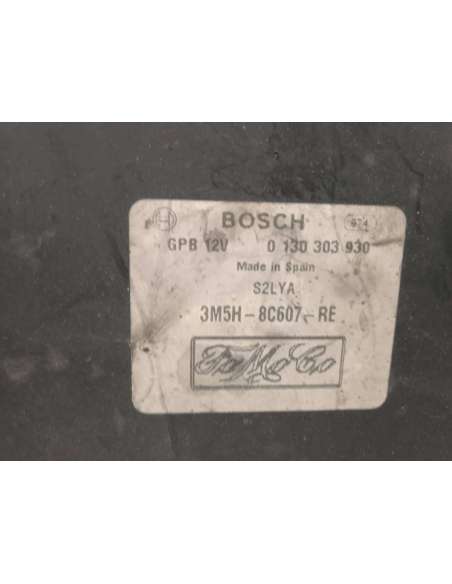 BOSCH
GPB 12V 0 130 303 930
Made in Spain
S2LYA
3M5H-8C607-RE
FoMoCo